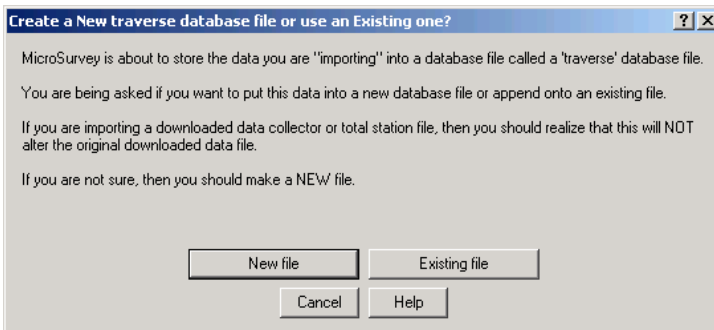 Create a New traverse database file or use an Existing one?
MicroSurvey is about to store the data you are "importing" into a database file called a 'traverse' database file.
You are being asked if you want to put this data into a new database file or append onto an existing file.
If you are importing a downloaded data collector or total station file, then you should realize that this will NOT
alter the original downloaded data file.
If you are not sure, then you should make a NEW file.
New file
Existing file
Cancel
Help